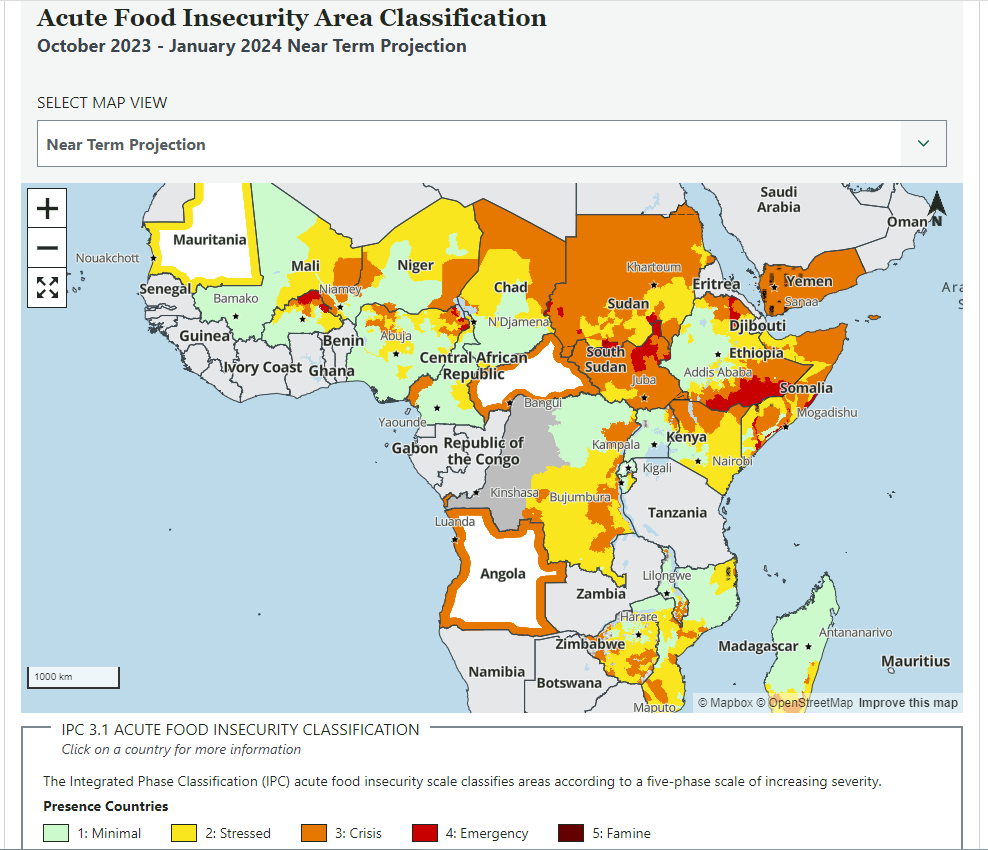 Acute Food Insecurity Area Classification
October 2023 - January 2024 Near Term Projection
SELECT MAP VIEW
Near Term Projection
Saudi
Arabia
Oman
N
Mauritania
Nouakchott
Mali
Niger
Khartoum
Yemen
Senegal
Niamey
Chad
Eritrea
Sanaa
Ara
S
Bamako
Sudan
Guinea
Benin
Abuja
N'Djamena
Djibouti
Ivory Coast
Ghana
Central African
Republic
South
Sudan
Ethiopia
Addis Ababa
Juba
Somalia
Bangui
Mogadishu
Yaounde
Gabon
Republic of
the Congo
Kampala
Kenya
Nairobi
Kigali
Kinshasa
Bujumbura
Luanda
Tanzania
Angola
Lilongwe
Zambia
Harare
Zimbabwe
Madagascar
Antananarivo
Mauritius
Namibia
Botswana
Maputo
1000 km
© Mapbox © OpenStreetMap Improve this map
IPC 3.1 ACUTE FOOD INSECURITY CLASSIFICATION
Click on a country for more information
The Integrated Phase Classification (IPC) acute food insecurity scale classifies areas according to a five-phase scale of increasing severity.
Presence Countries
1: Minimal
2: Stressed
3: Crisis
4: Emergency
5: Famine